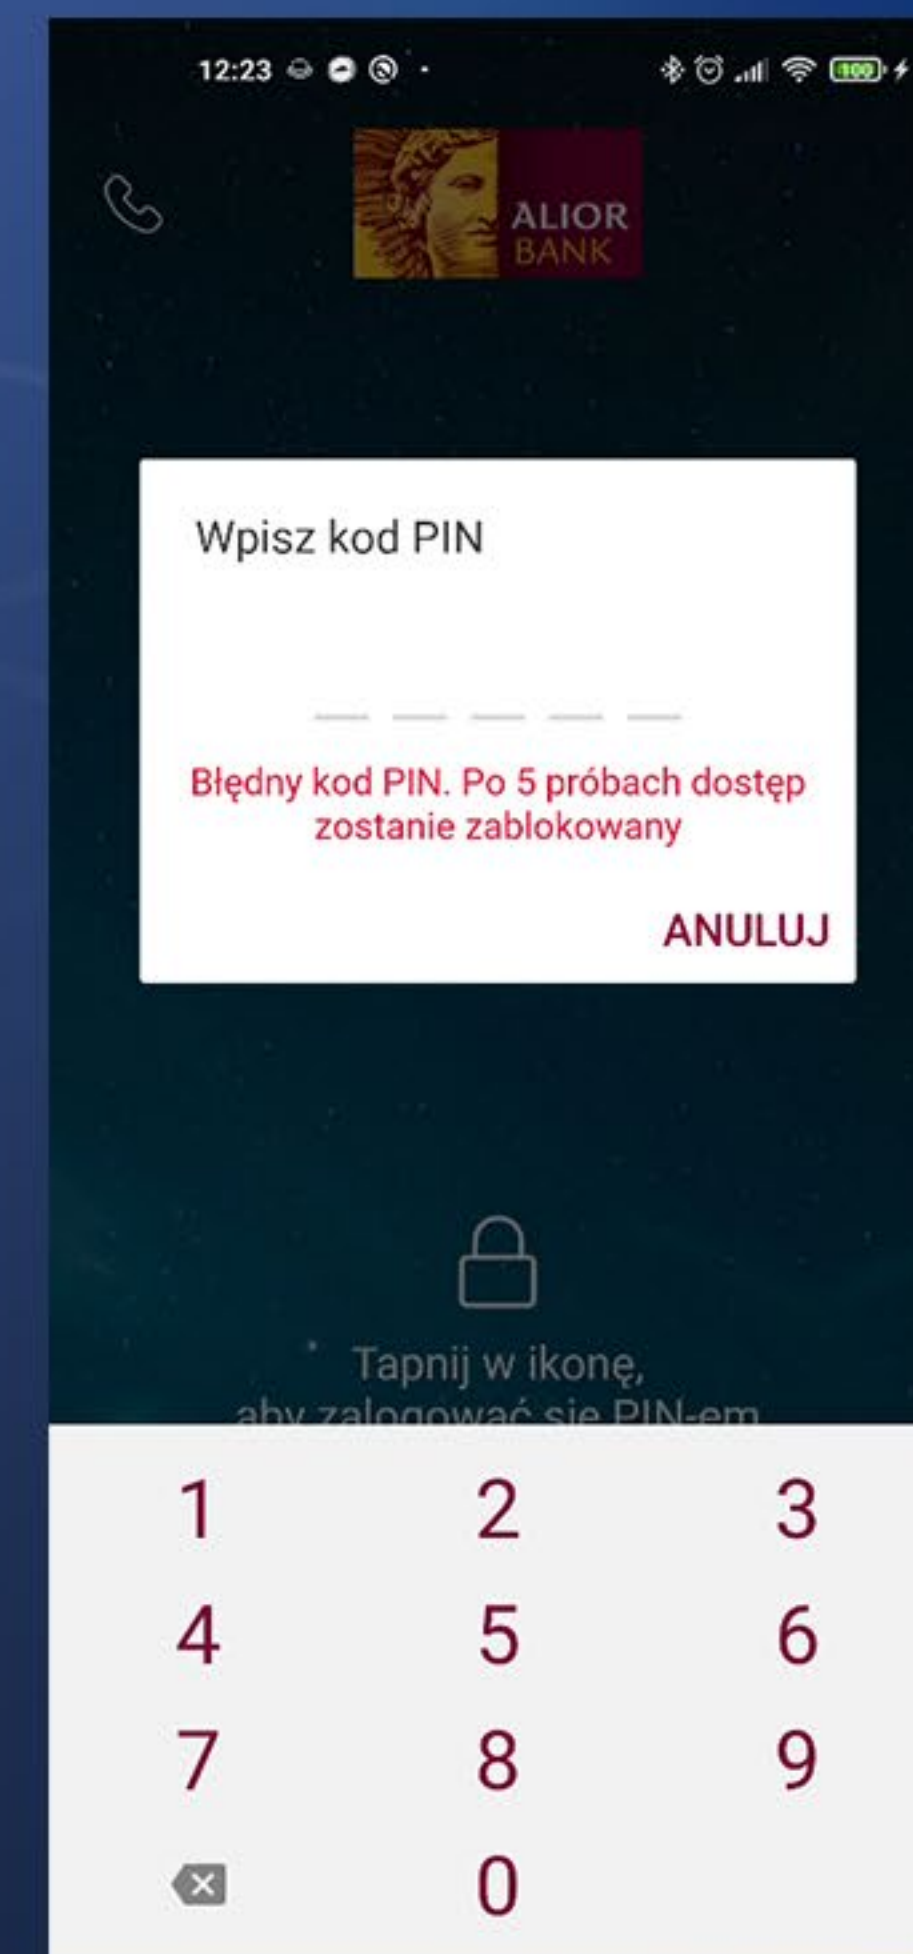 12:23
100
ALIOR
BANK
Wpisz kod PIN
Błędny kod PIN. Po 5 próbach dostęp
zostanie zablokowany
ANULUJ
Tapnij w ikonę,
aby zalogować się PIN-em
1 2 3
4 5 6
7 8 9
0